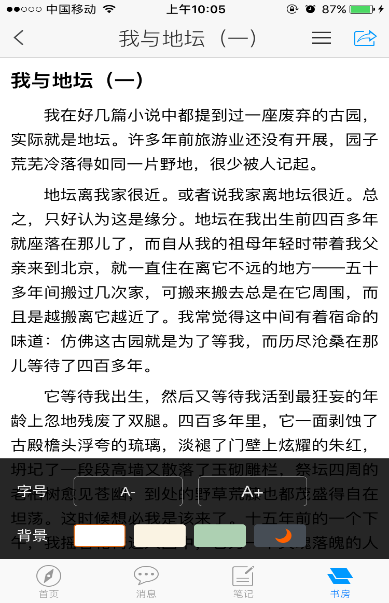 中国移动 上午10:05 87%
我与地坛（一）
我与地坛（一）
我在好几篇小说中都提到过一座废弃的古园，
实际就是地坛。许多年前旅游业还没有开展，园子
荒芜冷落得如同一片野地，很少被人记起。
地坛离我家很近。或者说我家离地坛很近。总
之，只好认为这是缘分。地坛在我出生前四百多年
就座落在那儿了，而自从我的祖母年轻时带着我父
亲来到北京，就一直住在离它不远的地方——五十
多年间搬过几次家，可搬来搬去总是在它周围，而
且是越搬离它越近了。我常觉得这中间有着宿命的
味道：仿佛这古园就是为了等我，而历尽沧桑在那
儿等待了四百多年。
它等待我出生，然后又等待我活到最狂妄的年
龄上忽地残废了双腿。四百多年里，它一面剥蚀了
古殿檐头浮夸的琉璃，淡褪了门壁上炫耀的朱红，
坍圮了一段段高墙又散落了玉砌雕栏，祭坛四周的
字号 A- A+
到处的野草荒
也都茂盛得自在
坦荡。这时候想必我是该来了。十五年前的一个下
背景
首页 消息 笔记 书房